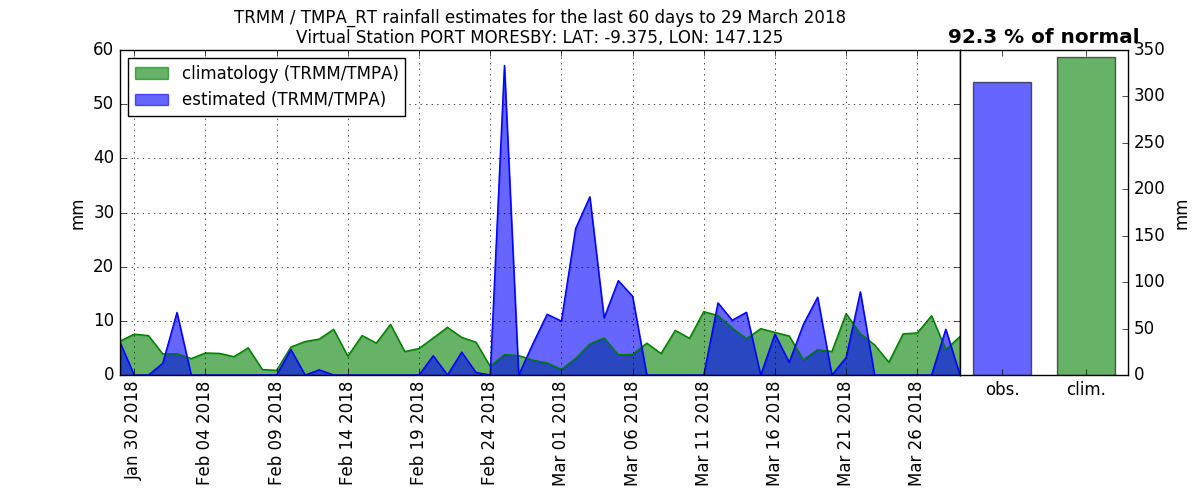 TRMM / TMPA_RT rainfall estimates for the last 60 days to 29 March 2018
Virtual Station PORT MORESBY: LAT: -9.375, LON: 147.125
92.3 % of normal
climatology (TRMM/TMPA)
estimated (TRMM/TMPA)
mm
60
50
40
30
20
10
0
Jan 30 2018
Feb 04 2018
Feb 09 2018
Feb 14 2018
Feb 19 2018
Feb 24 2018
Mar 01 2018
Mar 06 2018
Mar 11 2018
Mar 16 2018
Mar 21 2018
Mar 26 2018
obs.
clim.
350
300
250
200
150
100
50
0
mm